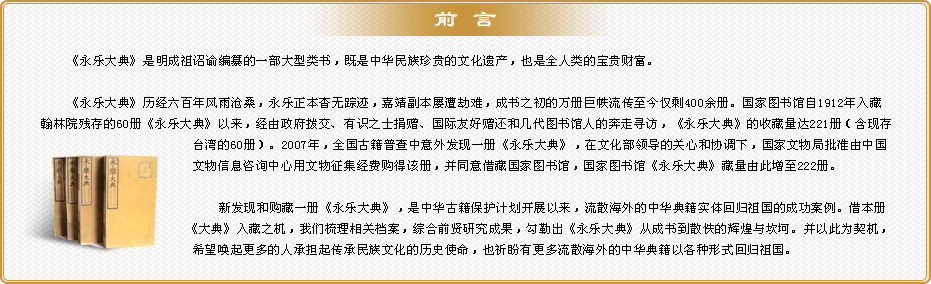 前 言
《永乐大典》是明成祖诏谕编纂的一部大型类书，既是中华民族珍贵的文化遗产，也是全人类的宝贵财富。
《永乐大典》历经六百年风雨沧桑，永乐正本杳无踪迹，嘉靖副本屡遭劫难，成书之初的万册巨帙流传至今仅剩400余册。国家图书馆自1912年入藏
翰林院残存的60册《永乐大典》以来，经由政府拨交、有识之士捐赠、国际友好赠还和几代图书馆人的奔走寻访，《永乐大典》的收藏量达221册（含现存
台湾的60册）。2007年，全国古籍普查中意外发现一册《永乐大典》，在文化部领导的关心和协调下，国家文物局批准由中国
文物信息咨询中心用文物征集经费购得该册，并同意借藏国家图书馆，国家图书馆《永乐大典》藏量由此增至222册。
新发现和购藏一册《永乐大典》，是中华古籍保护计划开展以来，流散海外的中华典籍实体回归祖国的成功案例。借本册
《大典》入藏之机，我们梳理相关档案，综合前贤研究成果，勾勒出《永乐大典》从成书到散佚的辉煌与坎坷。并以此为契机，
希望唤起更多的人承担起传承民族文化的历史使命，也祈盼有更多流散海外的中华典籍以各种形式回归祖国。
永樂大典
永樂大典